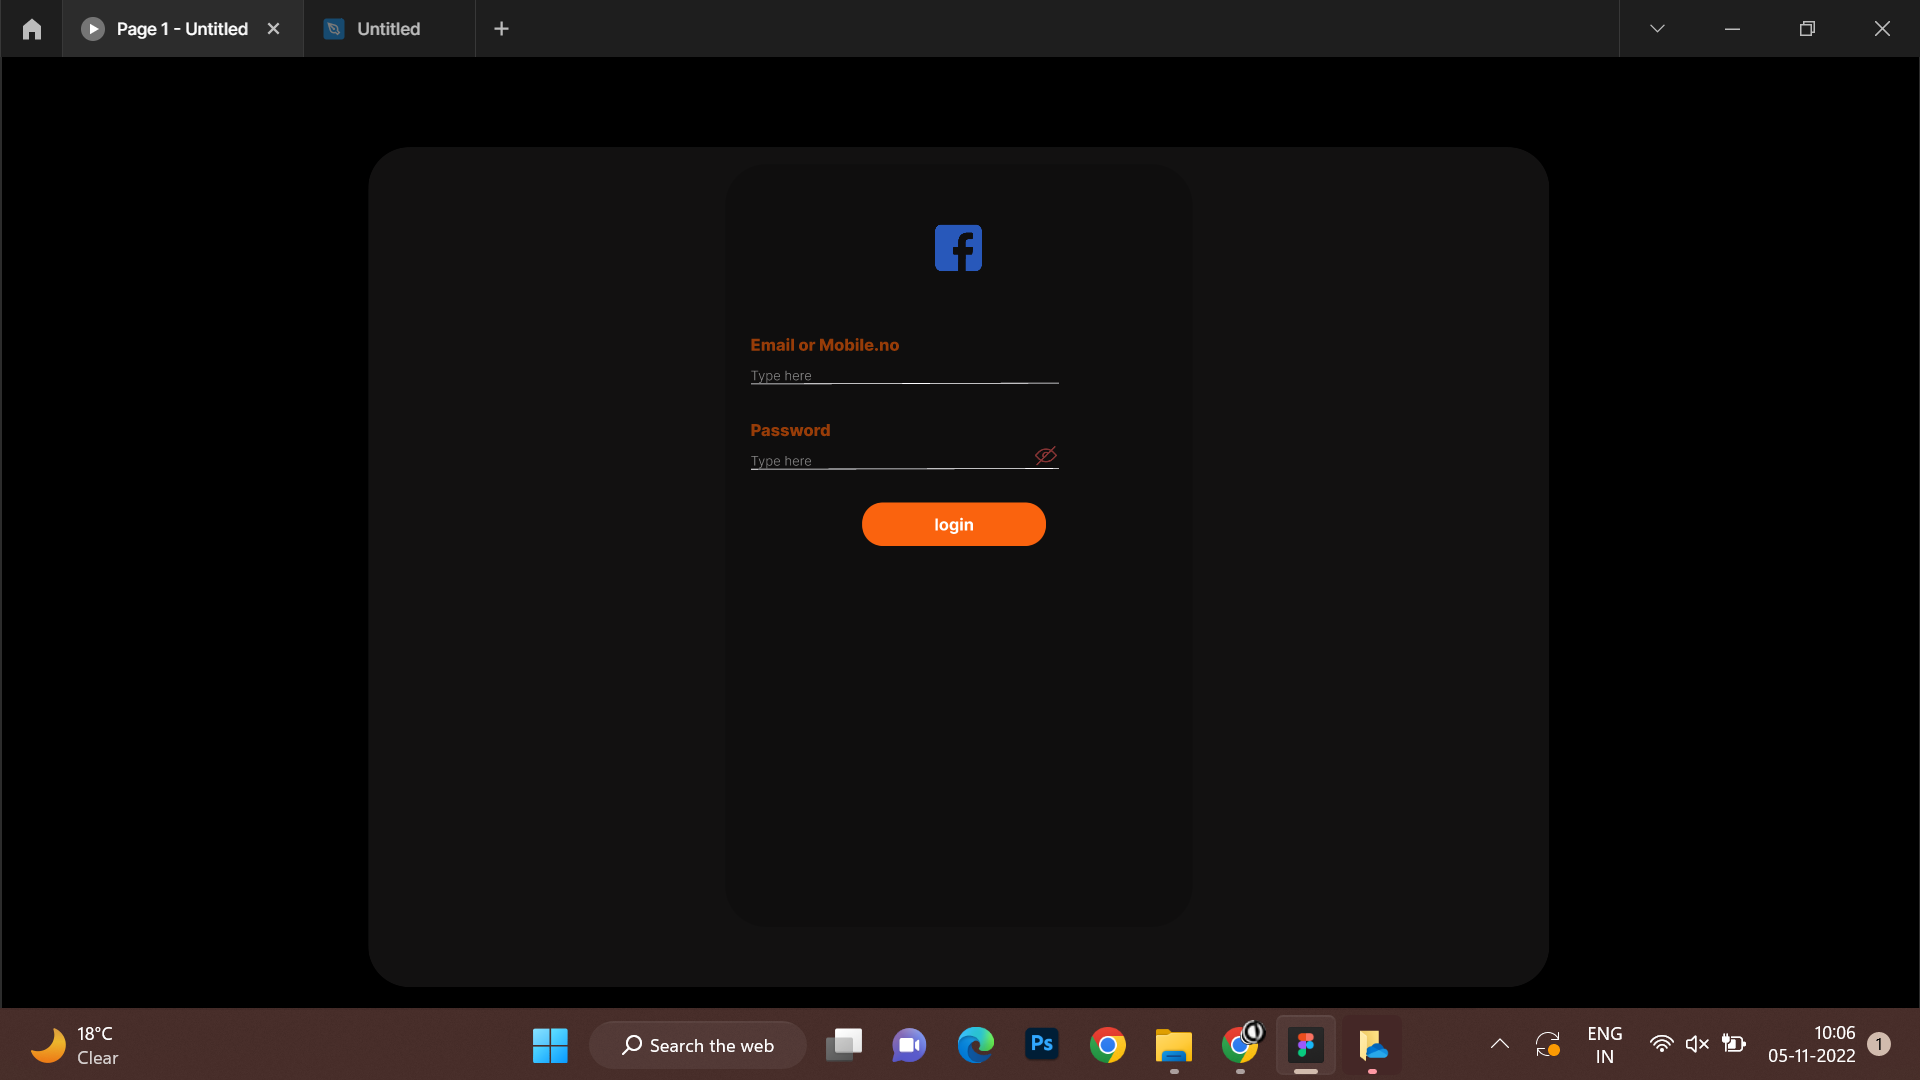 Page 1 - Untitled
Untitled
Email or Mobile.no
Type here
Password
Type here
login
18°C
Clear
Search the web
Ps
ENG
IN
10:06
05-11-2022
1